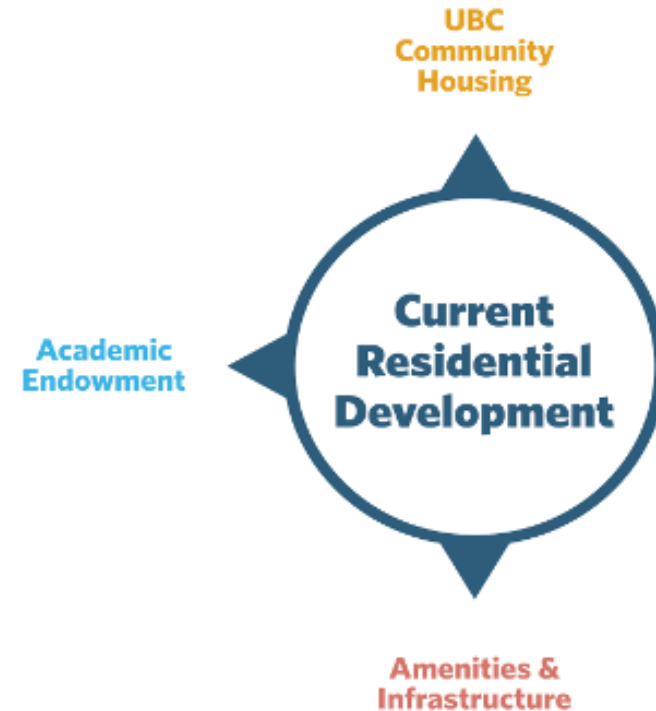 UBC
Community
Housing
Current
Residential
Development
Academic
Endowment
Amenities &
Infrastructure